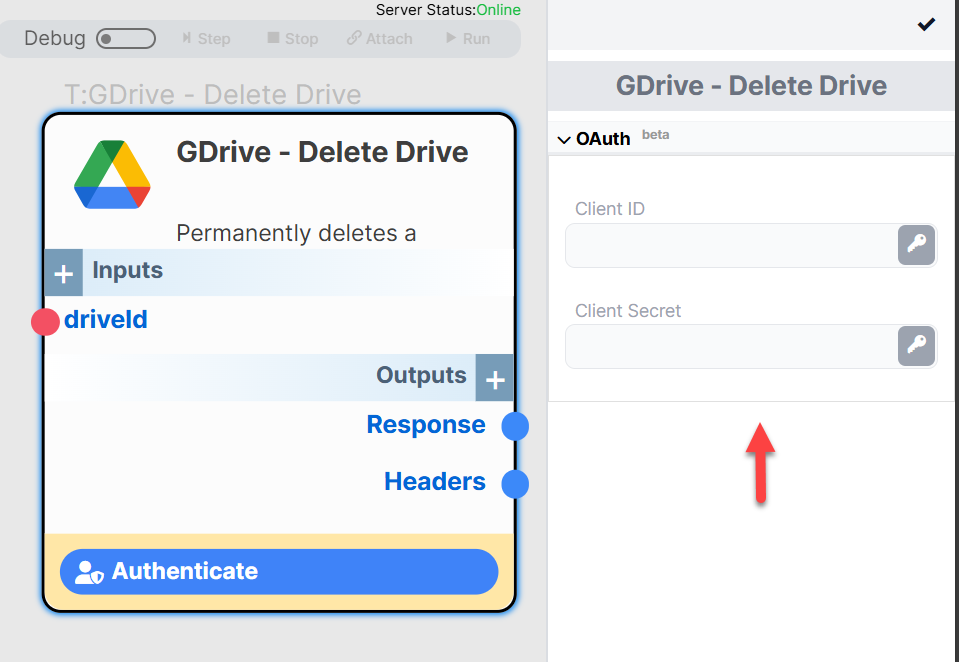 Server Status:Online
Debug Step Stop Attach Run
T:GDrive - Delete Drive
GDrive - Delete Drive
Permanently deletes a
Inputs
driveId
Outputs
Response
Headers
Authenticate
GDrive - Delete Drive
OAuth beta
Client ID
Client Secret